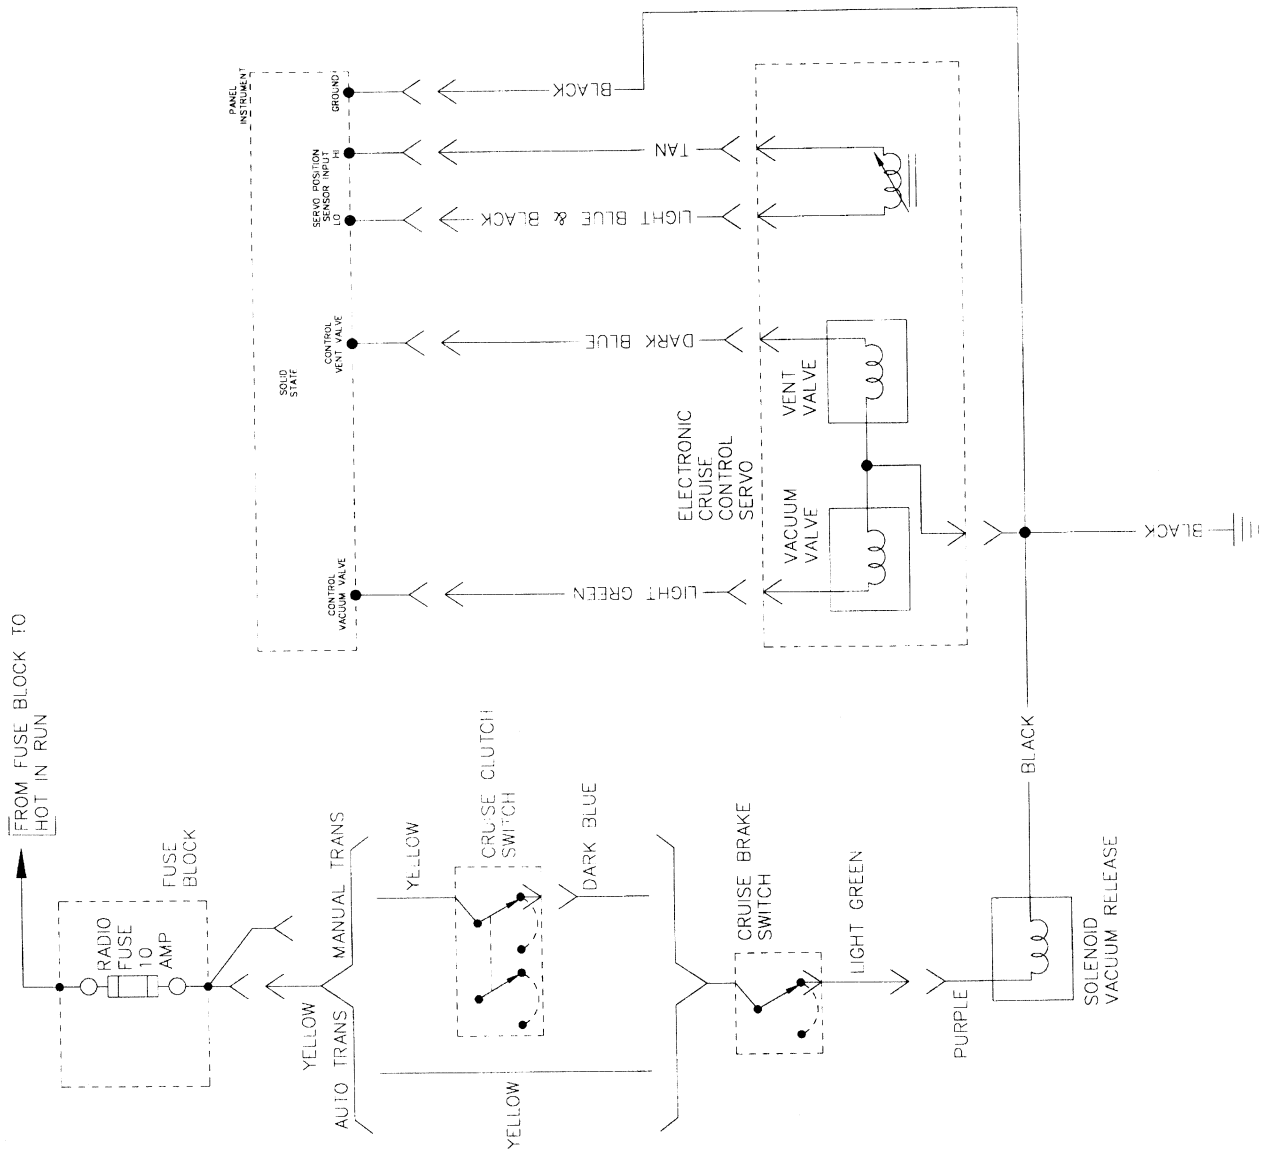 FROM FUSE BLOCK TO
HOT IN RUN
FUSE
BLOCK
RADIO
FUSE
10
AMP
YELLOW
MANUAL TRANS
AUTO TRANS
YELLOW
CRUISE CLUTCH
SWITCH
DARK BLUE
YELLOW
CRUISE BRAKE
SWITCH
LIGHT GREEN
PURPLE
SOLENOID
VACUUM RELEASE
BLACK
PANEL
INSTRUMENT
SOLID
STATE
GROUND
SERVO POSITION
SENSOR INPUT
HI
LO
CONTROL
VENT VALVE
CONTROL
VACUUM VALVE
BLACK
TAN
LIGHT BLUE & BLACK
DARK BLUE
LIGHT GREEN
ELECTRONIC
CRUISE
CONTROL
SERVO
VENT
VALVE
VACUUM
VALVE
BLACK